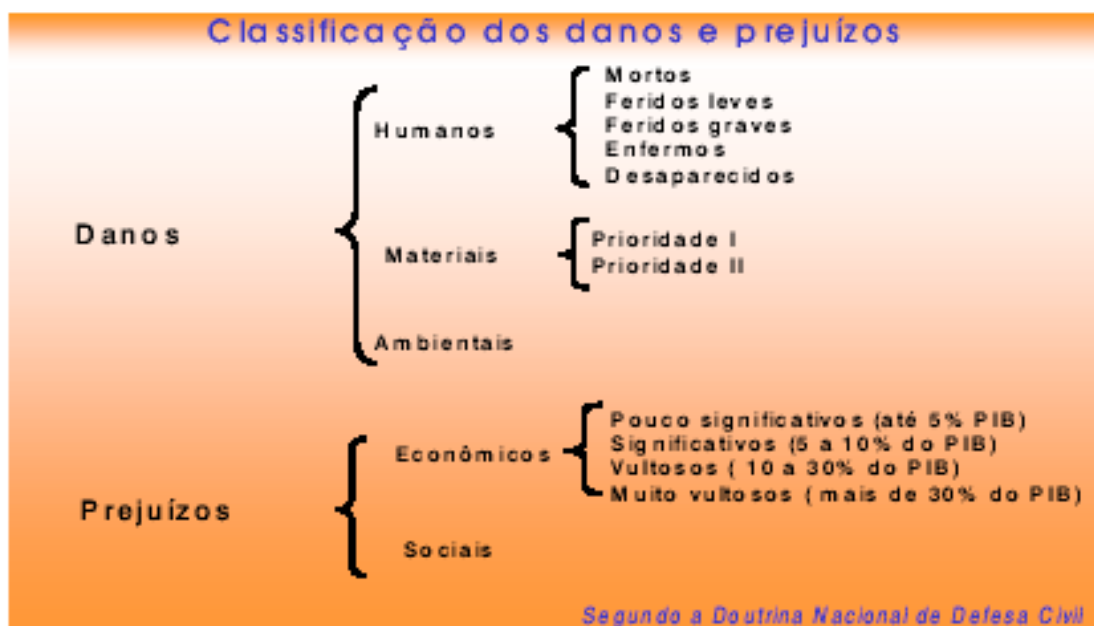 Classificação dos danos e prejuízos
Danos
Humanos
Mortos
Feridos leves
Feridos graves
Enfermos
Desaparecidos
Materiais
Prioridade I
Prioridade II
Ambientais
Prejuízos
Econômicos
Pouco significativos (até 5% PIB)
Significativos (5 a 10% do PIB)
Vultosos ( 10 a 30% do PIB)
Muito vultosos ( mais de 30% do PIB)
Sociais
Segundo a Doutrina Nacional de Defesa Civil